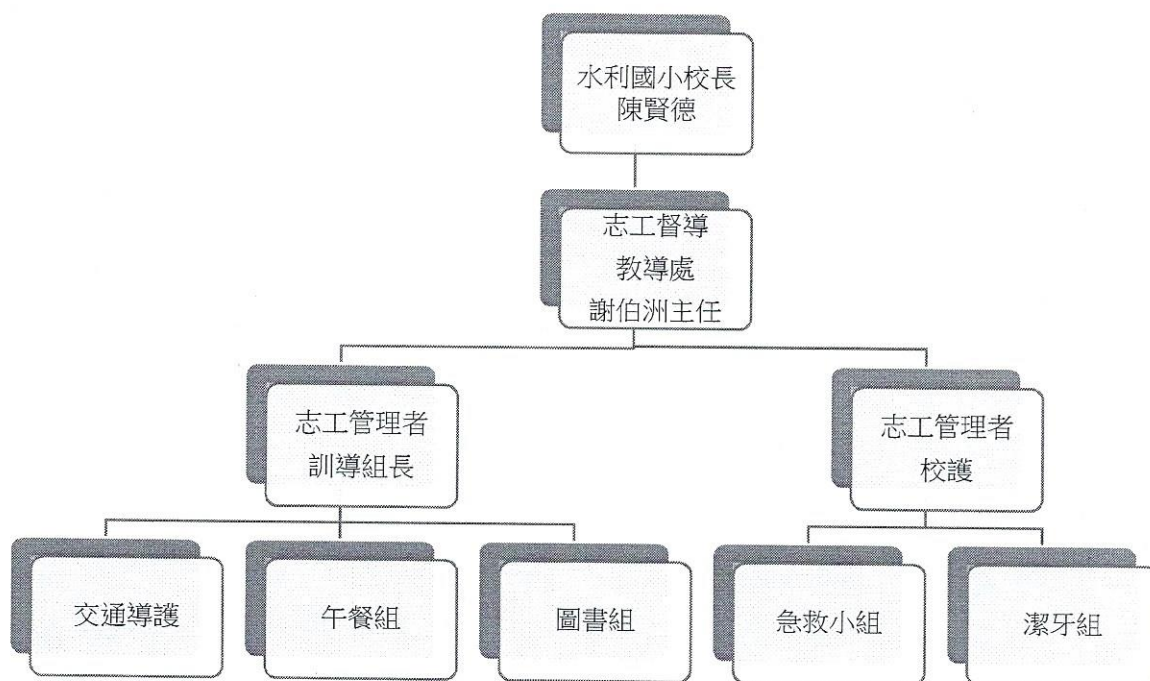 水利國小校長
陳賢德
志工督導
教導處
謝伯洲主任
志工管理者
訓導組長
志工管理者
校護
交通導護
午餐組
圖書組
急救小組
潔牙組